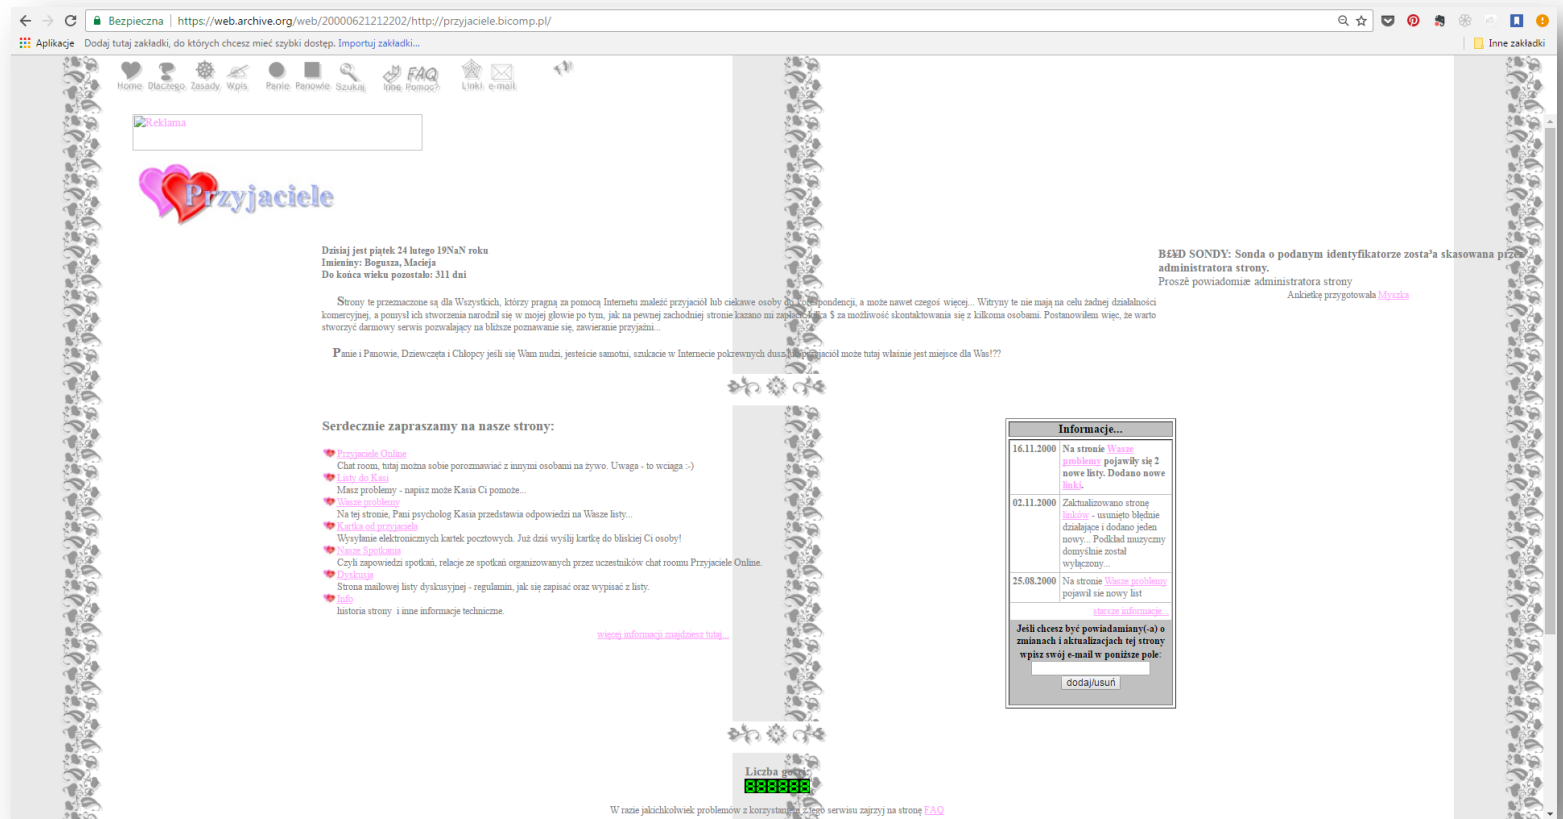 Bezpieczna | https://web.archive.org/web/20000621212202/http://przyjaciele.bicomp.pl/
Aplikacje Dodaj tutaj zakładki, do których chcesz mieć szybki dostęp. Importuj zakładki...
Inne zakładki
Home Dlaczego Zasady Wpis Panie Panowie Szukaj Inne Pomoc? Linki e-mail
FAQ
Reklama
Przyjaciele
Dzisiaj jest piątek 24 lutego 19NaN roku
Imieniny: Bogusza, Macieja
Do końca wieku pozostało: 311 dni
B£¥D SONDY: Sonda o podanym identyfikatorze zosta³a skasowana przez
administratora strony.
Proszê powiadomiæ administratora strony
Ankietkę przygotowała Myszka
Strony te przeznaczone są dla Wszystkich, którzy pragną za pomocą Internetu znaleźć przyjaciół lub ciekawe osoby do korespondencji, a może nawet czegoś więcej... Witryny te nie mają na celu żadnej działalności
komercyjnej, a pomysł ich stworzenia narodził się w mojej głowie po tym, jak na pewnej zachodniej stronie kazano mi zapłacić kilka $ za możliwość skontaktowania się z kilkoma osobami. Postanowiłem więc, że warto
stworzyć darmowy serwis pozwalający na bliższe poznawanie się, zawieranie przyjaźni...
Panie i Panowie, Dziewczęta i Chłopcy jeśli się Wam nudzi, jesteście samotni, szukacie w Internecie pokrewnych dusz lub przyjaciół może tutaj właśnie jest miejsce dla Was!??
Serdecznie zapraszamy na nasze strony:
Przyjaciele Online
Chat room, tutaj można sobie porozmawiać z innymi osobami na żywo. Uwaga - to wciąga :-)
Listy do Kasi
Masz problemy - napisz może Kasia Ci pomoże...
Wasze problemy
Na tej stronie, Pani psycholog Kasia przedstawia odpowiedzi na Wasze listy...
Kartka od przyjaciela
Wysyłanie elektronicznych kartek pocztowych. Już dziś wyślij kartkę do bliskiej Ci osoby!
Nasze Spotkania
Czyli zapowiedzi spotkań, relacje ze spotkań organizowanych przez uczestników chat roomu Przyjaciele Online.
Dyskusja
Strona mailowej listy dyskusyjnej - regulamin, jak się zapisać oraz wypisać z listy.
Info
historia strony i inne informacje techniczne.
więcej informacji znajdziesz tutaj...
Informacje...
16.11.2000 Na stronie Wasze
problemy pojawiły się 2
nowe listy. Dodano nowe
linki.
02.11.2000 Zaktualizowano stronę
linków - usunięto błędnie
działające i dodano jeden
nowy... Podkład muzyczny
domyślnie został
wyłączony...
25.08.2000 Na stronie Wasze problemy
pojawił sie nowy list
starsze informacje...
Jeśli chcesz być powiadamiany(-a) o
zmianach i aktualizacjach tej strony
wpisz swój e-mail w poniższe pole:
dodaj/usuń
Liczba gości:
888888
W razie jakichkolwiek problemów z korzystaniem z tego serwisu zajrzyj na stronę FAQ